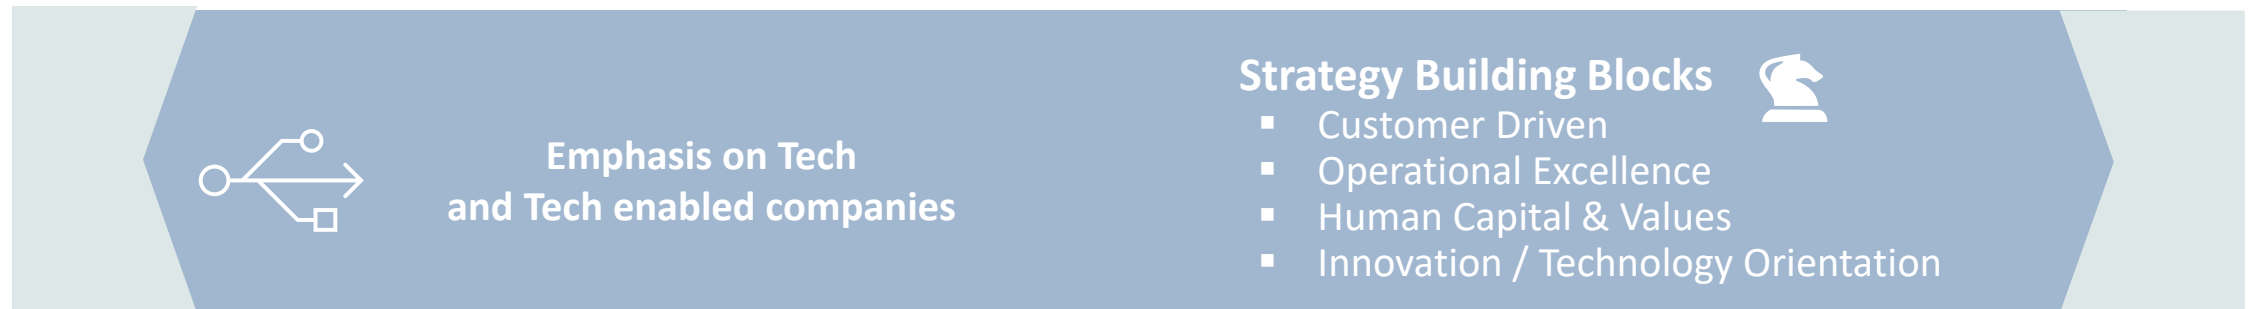 Emphasis on Tech
and Tech enabled companies
Strategy Building Blocks
▪ Customer Driven
▪ Operational Excellence
▪ Human Capital & Values
▪ Innovation / Technology Orientation